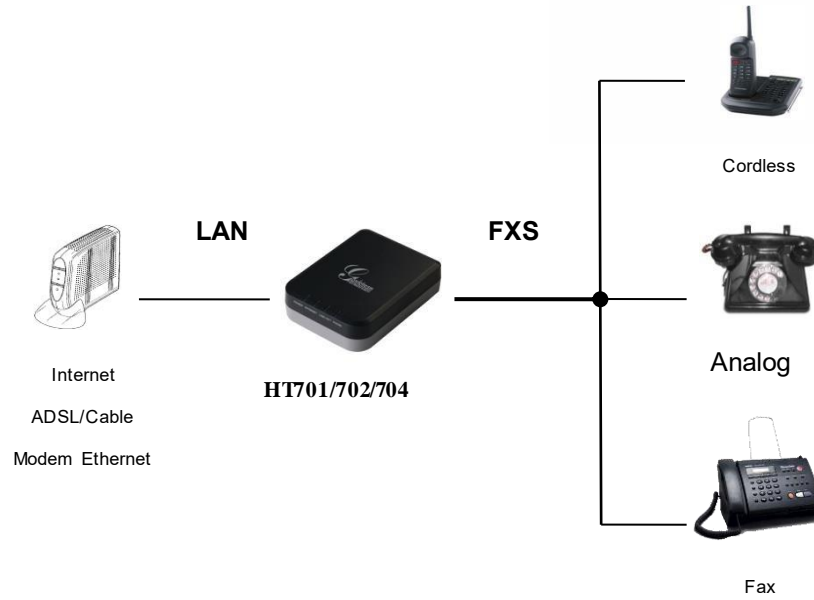 Cordless
LAN
FXS
Analog
Internet
ADSL/Cable
Modem Ethernet
HT701/702/704
Fax